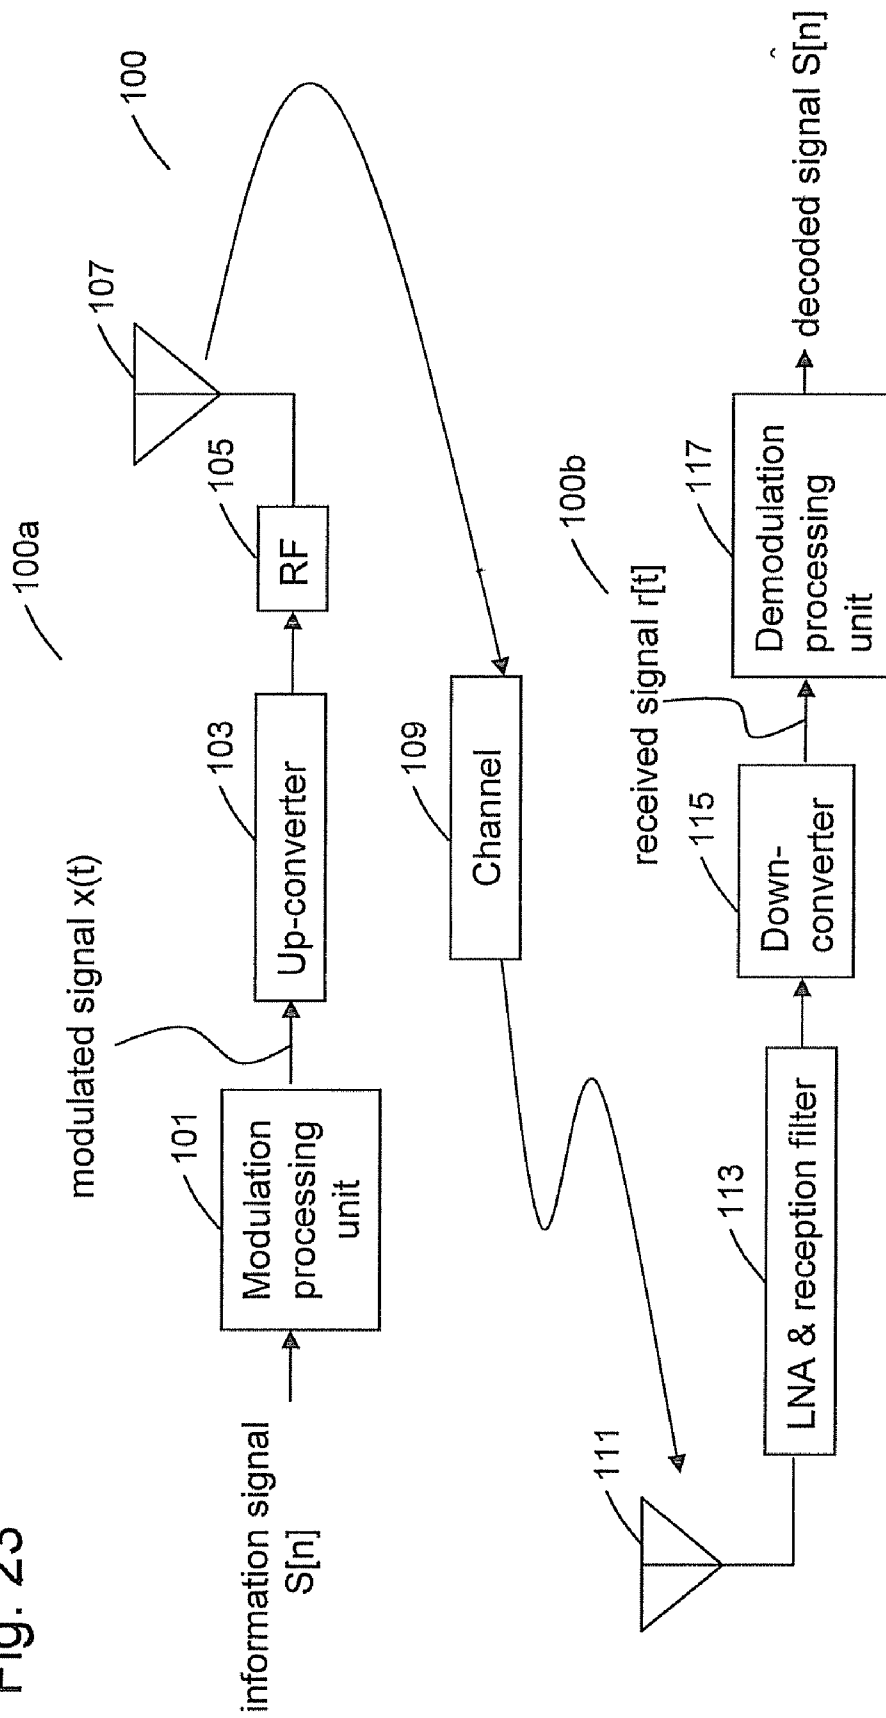 Fig. 23
100a
100
modulated signal x(t)
107
101
103
105
information signal
S[n]
Modulation
processing
unit
Up-converter
RF
109
Channel
100b
received signal r[t]
111
113
115
117
LNA & reception filter
Down-
converter
Demodulation
processing
unit
decoded signal Ŝ[n]